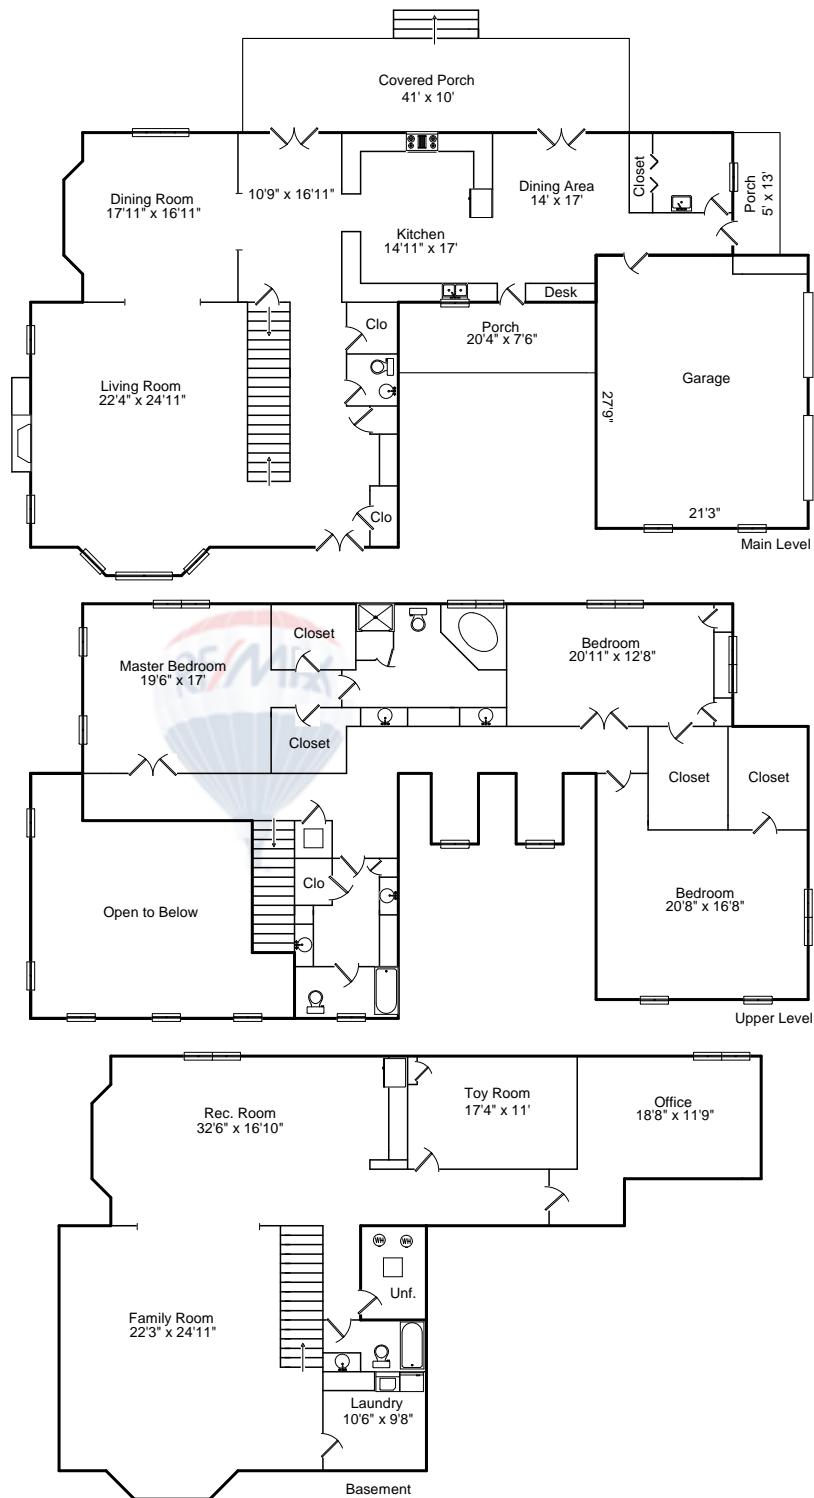 Covered Porch
41' x 10'
Dining Room
17'11" x 16'11"
10'9" x 16'11"
Kitchen
14'11" x 17'
Dining Area
14' x 17'
Closet
Porch
5' x 13'
Desk
Clo
Porch
20'4" x 7'6"
Living Room
22'4" x 24'11"
Garage
27'9"
21'3"
Clo
Main Level
RE/MAX
Closet
Master Bedroom
19'6" x 17'
Bedroom
20'11" x 12'8"
Closet
Closet
Closet
Clo
Open to Below
Bedroom
20'8" x 16'8"
Upper Level
Rec. Room
32'6" x 16'10"
Toy Room
17'4" x 11'
Office
18'8" x 11'9"
WH
WH
Unf.
Family Room
22'3" x 24'11"
Laundry
10'6" x 9'8"
Basement